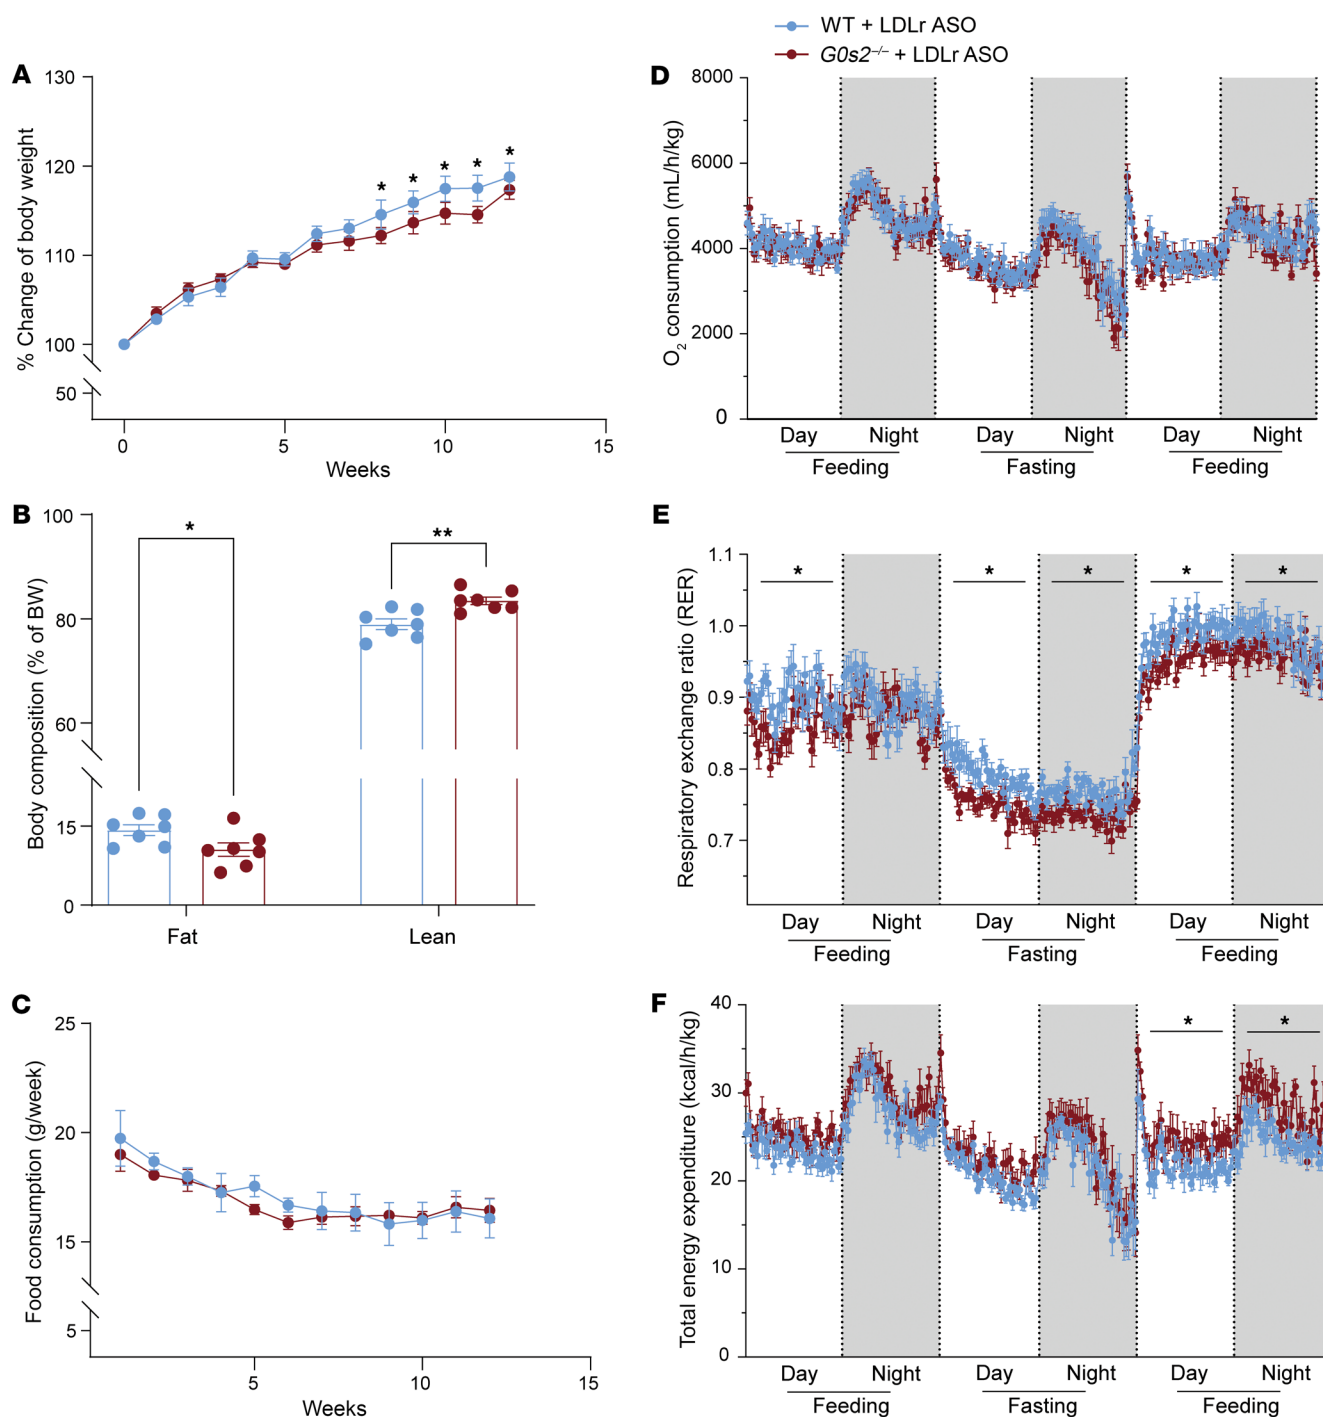 WT + LDLr ASO
G0s2–/– + LDLr ASO
A
% Change of body weight
130
120
110
100
50
* * * * *
0 5 10 15
Weeks
B
Body composition (% of BW)
100
80
60
15
0
*
**
Fat Lean
C
Food consumption (g/week)
25
20
15
5
5 10 15
Weeks
D
O2 consumption (mL/h/kg)
8000
6000
4000
2000
0
Day Night Day Night Day Night
Feeding Fasting Feeding
E
Respiratory exchange ratio (RER)
1.1
1.0
0.9
0.8
0.7
* * * * *
Day Night Day Night Day Night
Feeding Fasting Feeding
F
Total energy expenditure (kcal/h/kg)
40
30
20
10
0
* *
Day Night Day Night Day Night
Feeding Fasting Feeding